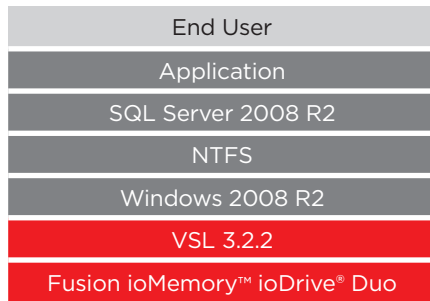 End User
Application
SQL Server 2008 R2
NTFS
Windows 2008 R2
VSL 3.2.2
Fusion ioMemory™ ioDrive® Duo